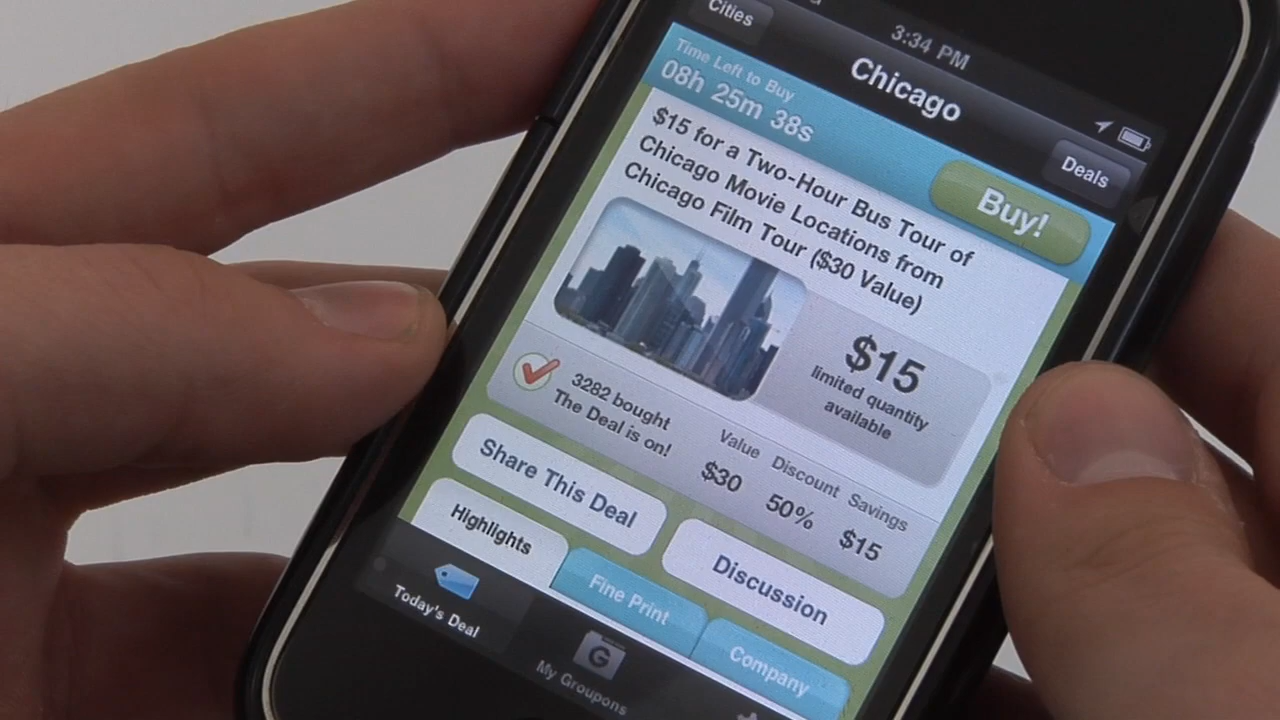 3:34 PM
Cities
Chicago
Deals
Time Left to Buy
08h 25m 38s
Buy!
$15 for a Two-Hour Bus Tour of
Chicago Movie Locations from
Chicago Film Tour ($30 Value)
$15
limited quantity
available
3282 bought
The Deal is on!
Value
$30
Discount
50%
Savings
$15
Share This Deal
Discussion
Highlights
Fine Print
Company
Today's Deal
G
My Groupons